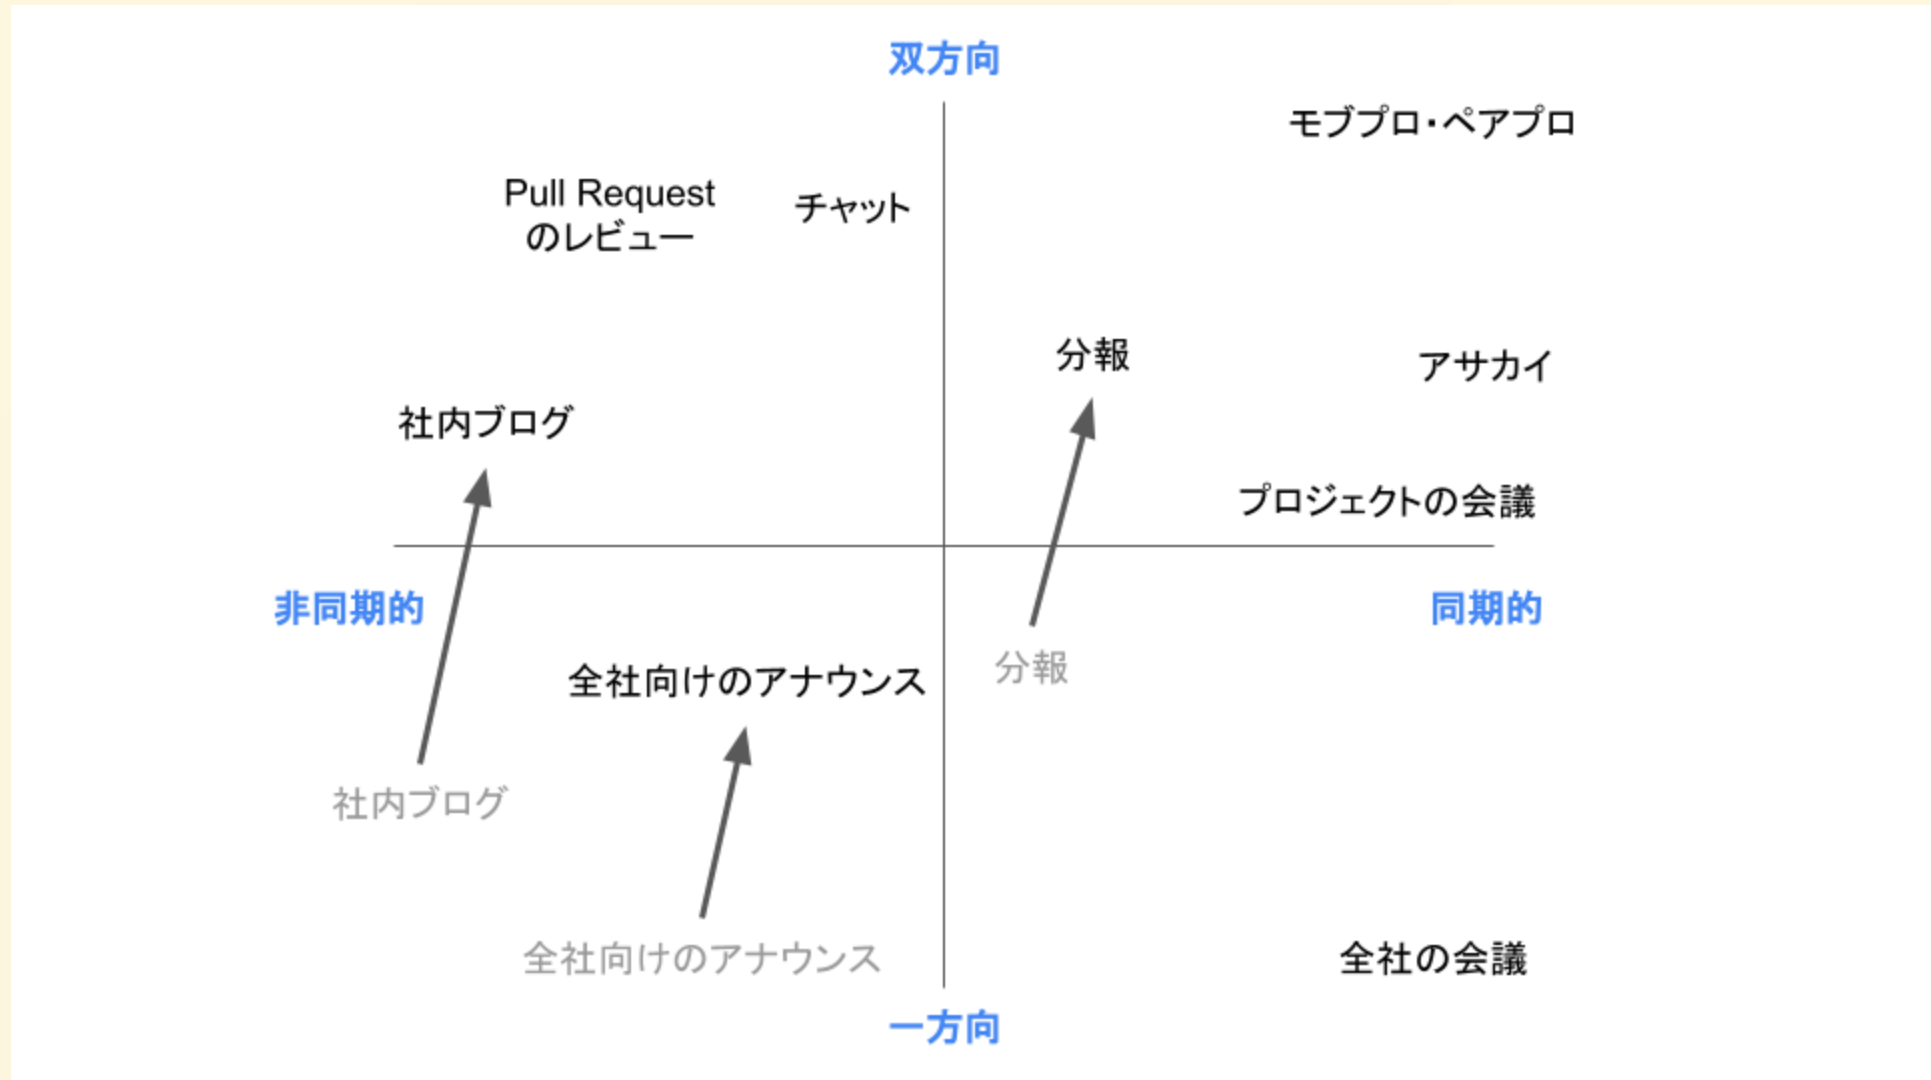 双方向
モブプロ・ペアプロ
Pull Request
のレビュー
チャット
分報
アサカイ
社内ブログ
プロジェクトの会議
非同期的
同期的
全社向けのアナウンス
分報
社内ブログ
全社向けのアナウンス
全社の会議
一方向